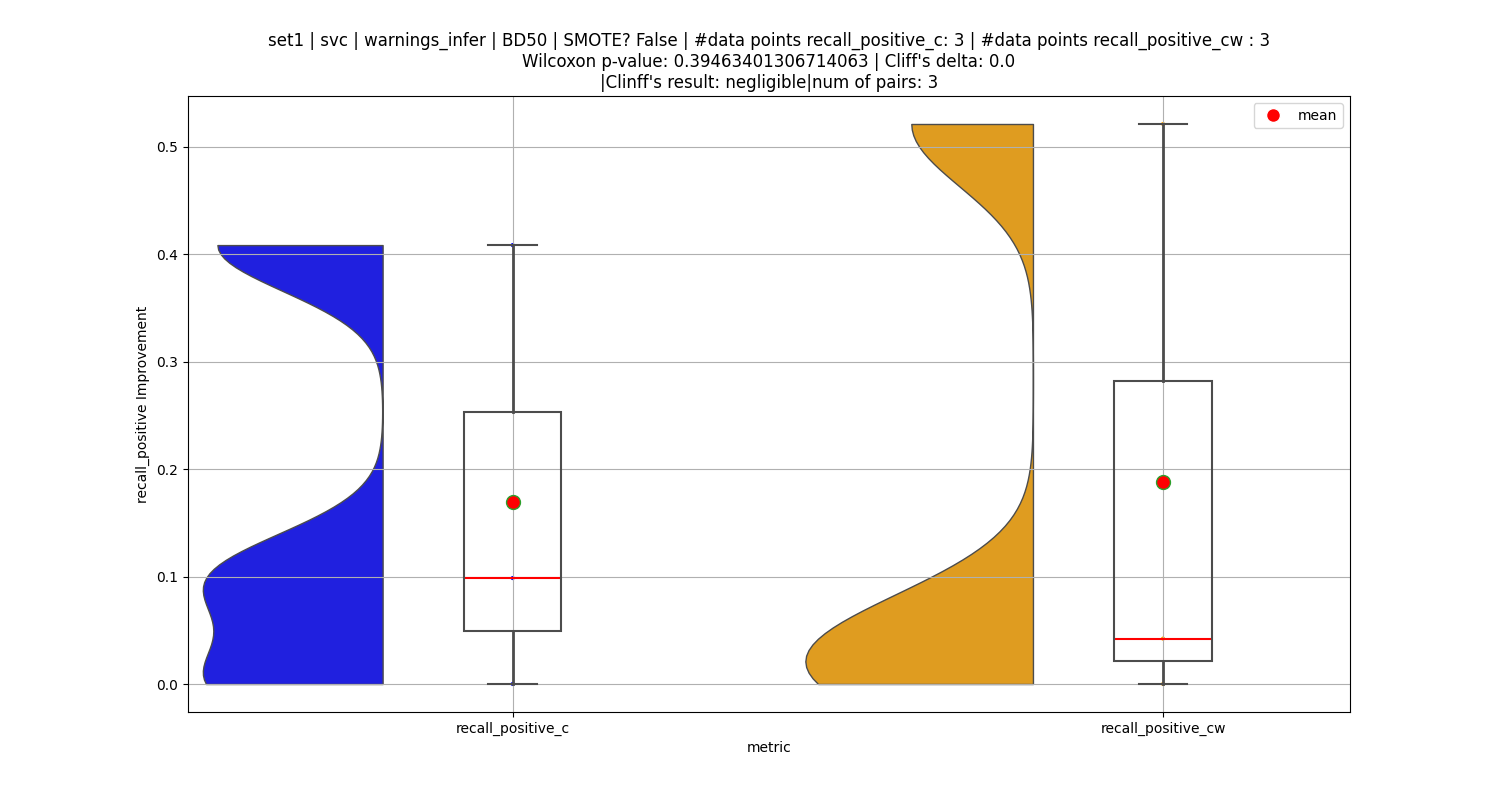 set1 | svc | warnings_infer | BD50 | SMOTE? False | #data points recall_positive_c: 3 | #data points recall_positive_cw : 3
Wilcoxon p-value: 0.39463401306714063 | Cliff's delta: 0.0
|Clinff's result: negligible|num of pairs: 3
mean
0.5
0.4
0.3
0.2
0.1
0.0
recall_positive Improvement
recall_positive_c
recall_positive_cw
metric